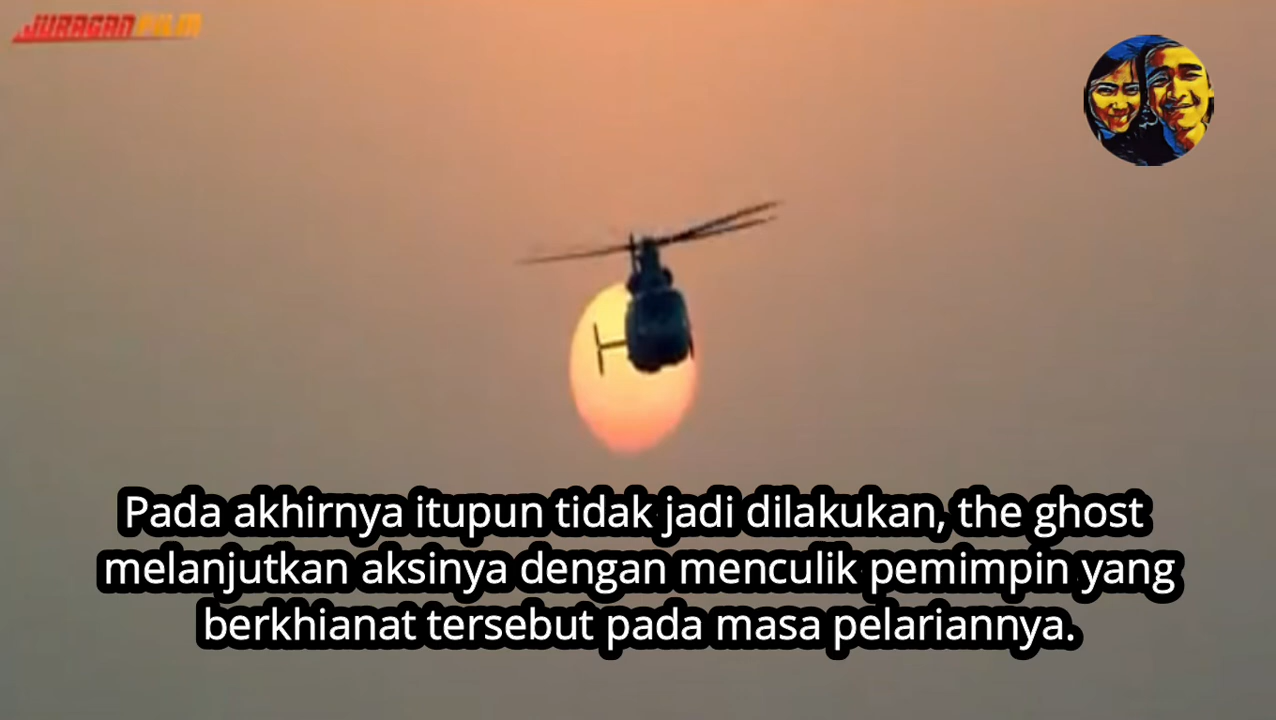 JURAGAN FILM
Pada akhirnya itupun tidak jadi dilakukan, the ghost
melanjutkan aksinya dengan menculik pemimpin yang
berkhianat tersebut pada masa pelariannya.